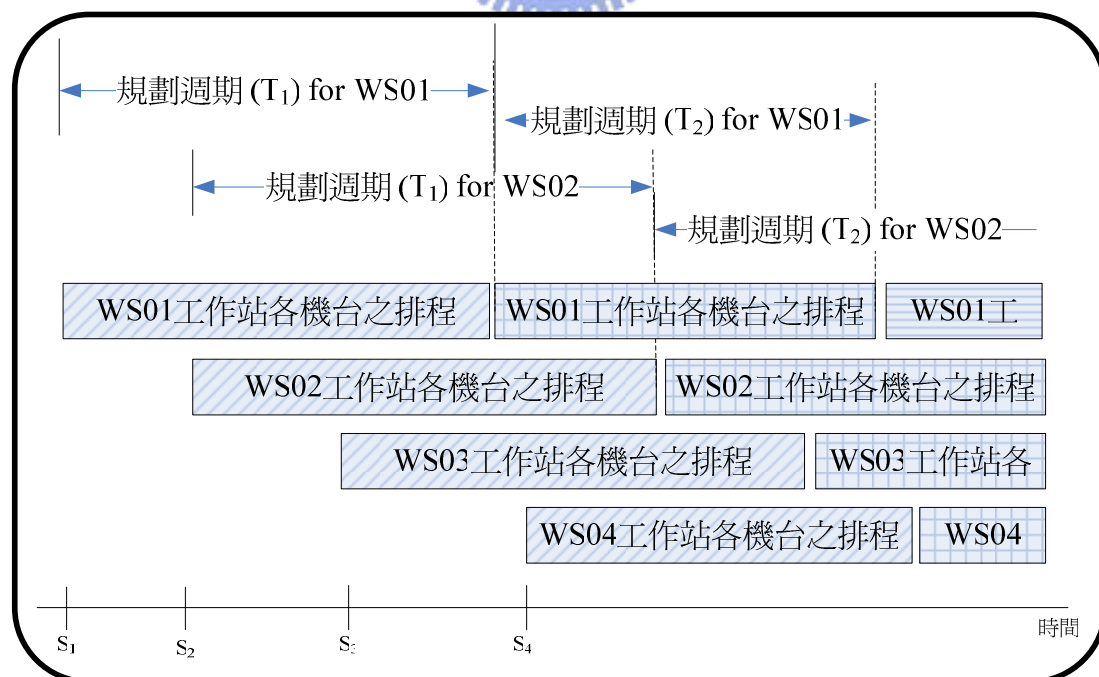 規劃週期 (T₁) for WS01
規劃週期 (T₂) for WS01
規劃週期 (T₁) for WS02
規劃週期 (T₂) for WS02
WS01工作站各機台之排程
WS01工作站各機台之排程
WS01工
WS02工作站各機台之排程
WS02工作站各機台之排程
WS03工作站各機台之排程
WS03工作站各
WS04工作站各機台之排程
WS04
S₁
S₂
S₃
S₄
時間